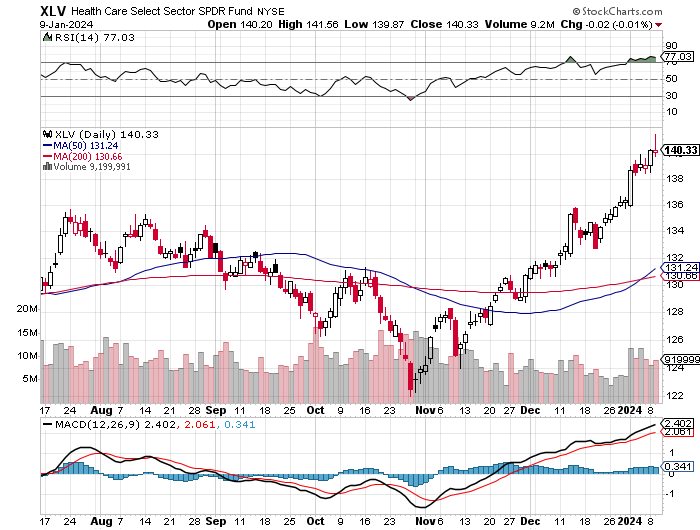 XLV Health Care Select Sector SPDR Fund NYSE © StockCharts.com
9-Jan-2024 Open 140.20 High 141.56 Low 139.87 Close 140.33 Volume 9.2M Chg -0.02 (-0.01%)
RSI(14) 77.03
90
77.03
70
50
30
10
XLV (Daily) 140.33
MA(50) 131.24
MA(200) 130.66
Volume 9,199,991
140.33
138
136
134
132
131.24
130.66
130
128
126
124
122
20M
15M
10M
5M
9199991
17 24 Aug 7 14 21 28 Sep 11 18 25 Oct 9 16 23 Nov 6 13 20 27 Dec 11 18 26 2024 8
MACD(12,26,9) 2.402, 2.061, 0.341
2.402
2.061
1
0.341
0
-1
17 24 Aug 7 14 21 28 Sep 11 18 25 Oct 9 16 23 Nov 6 13 20 27 Dec 11 18 26 2024 8